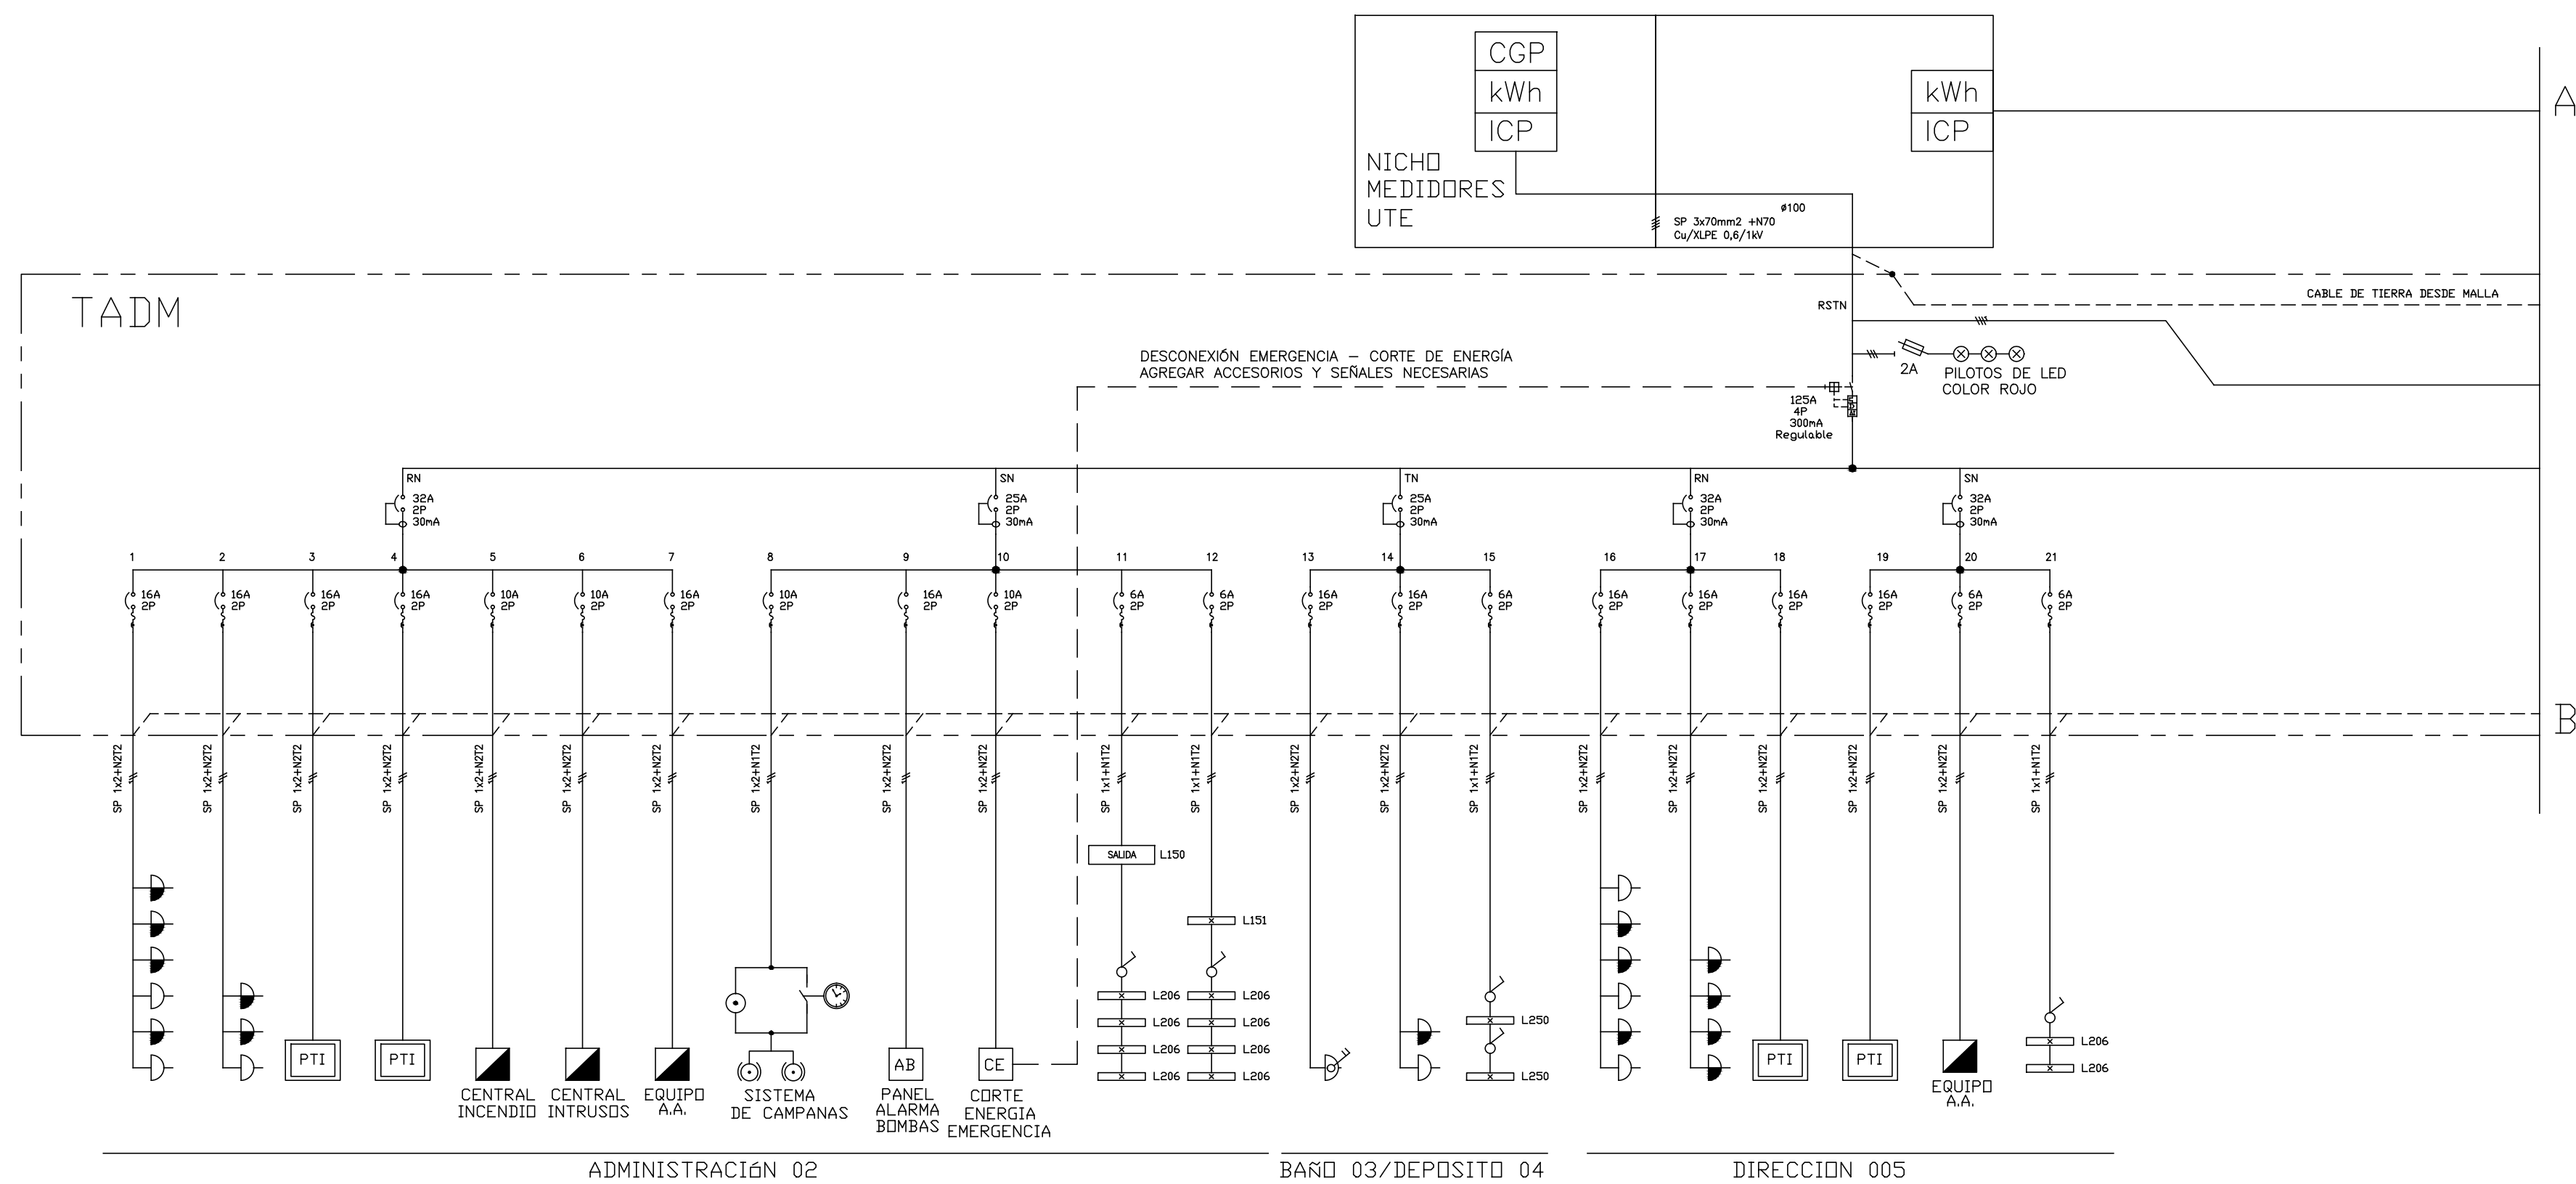 CGP
kWh
ICP
kWh
ICP
A
NICHO
MEDIDORES
UTE
ø100
SP 3x70mm2 +N70
Cu/XLPE 0,6/1kV
TADM
RSTN
CABLE DE TIERRA DESDE MALLA
DESCONEXIÓN EMERGENCIA – CORTE DE ENERGÍA
AGREGAR ACCESORIOS Y SEÑALES NECESARIAS
2A
PILOTOS DE LED
COLOR ROJO
125A
4P
300mA
Regulable
RN
32A
2P
30mA
SN
25A
2P
30mA
TN
25A
2P
30mA
RN
32A
2P
30mA
SN
32A
2P
30mA
1 2 3 4 5 6 7 8 9 10 11 12 13 14 15 16 17 18 19 20 21
16A 16A 16A 16A 10A 10A 16A 10A 16A 10A 6A 6A 16A 16A 6A 16A 16A 16A 16A 6A 6A
2P 2P 2P 2P 2P 2P 2P 2P 2P 2P 2P 2P 2P 2P 2P 2P 2P 2P 2P 2P 2P
B
SP 1x2+N2T2
SP 1x2+N2T2
SP 1x2+N2T2
SP 1x2+N2T2
SP 1x2+N2T2
SP 1x2+N2T2
SP 1x2+N2T2
SP 1x2+N1T2
SP 1x2+N2T2
SP 1x2+N2T2
SP 1x1+N1T2
SP 1x1+N1T2
SP 1x2+N2T2
SP 1x2+N2T2
SP 1x1+N1T2
SP 1x2+N2T2
SP 1x2+N2T2
SP 1x2+N2T2
SP 1x2+N2T2
SP 1x2+N2T2
SP 1x1+N1T2
SALIDA L150
L151
L206 L206
L206 L206
L206 L206
L206 L206
L250
L250
L206
L206
PTI
PTI
CENTRAL
INCENDIO
CENTRAL
INTRUSOS
EQUIPO
A.A.
SISTEMA
DE CAMPANAS
AB
PANEL
ALARMA
BOMBAS
CE
CORTE
ENERGIA
EMERGENCIA
PTI
PTI
EQUIPO
A.A.
ADMINISTRACIóN 02
BAñO 03/DEPOSITO 04
DIRECCION 005